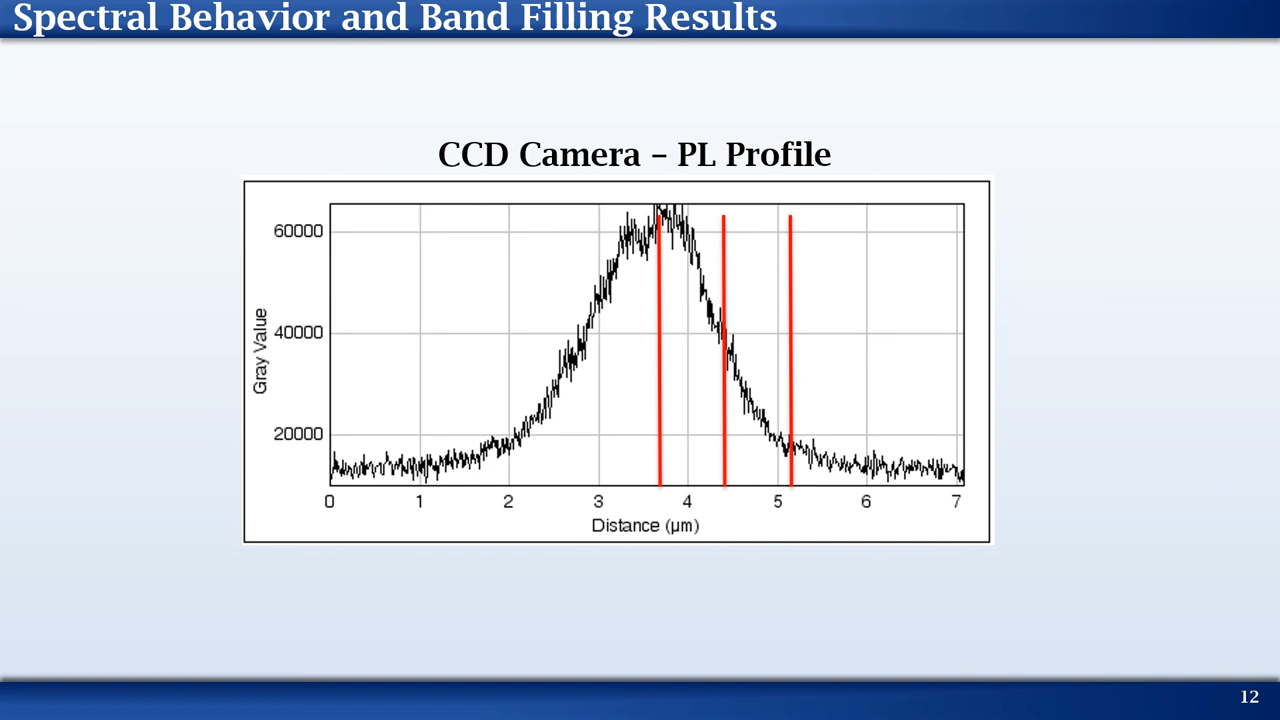 Spectral Behavior and Band Filling Results
CCD Camera – PL Profile
60000
40000
20000
Gray Value
0 1 2 3 4 5 6 7
Distance (µm)
12